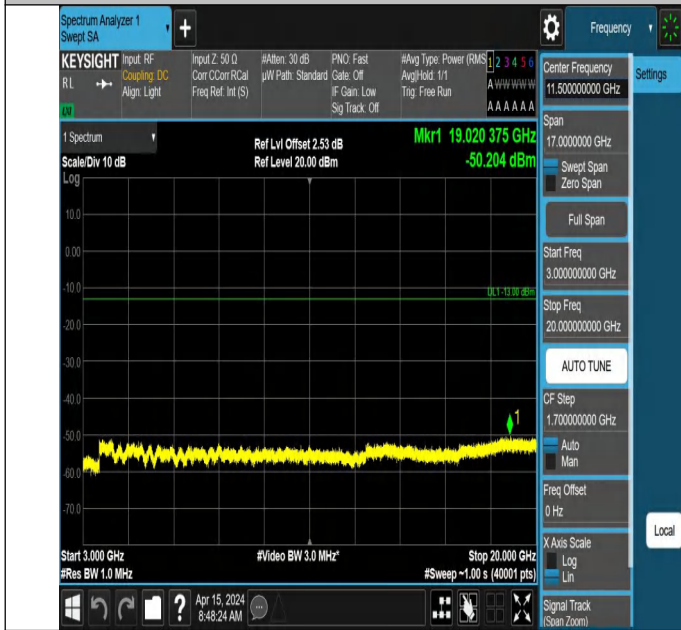 Spectrum Analyzer 1
Swept SA
+
Frequency
KEYSIGHT
RL
Input: RF
Coupling: DC
Align: Light
Input Z: 50 Ω
Corr CCorr RCal
Freq Ref: Int (S)
#Atten: 30 dB
µW Path: Standard
PNO: Fast
Gate: Off
IF Gain: Low
Sig Track: Off
#Avg Type: Power (RMS
Avg|Hold: 1/1
Trig: Free Run
1 2 3 4 5 6
A W W W W W
A A A A A A
1 Spectrum
Scale/Div 10 dB
Log
Ref Lvl Offset 2.53 dB
Ref Level 20.00 dBm
Mkr1 19.020 375 GHz
-50.204 dBm
10.0
0.00
-10.0
DL1 -13.00 dBm
-20.0
-30.0
-40.0
1
-50.0
-60.0
-70.0
Start 3.000 GHz
#Res BW 1.0 MHz
#Video BW 3.0 MHz*
Stop 20.000 GHz
#Sweep ~1.00 s (40001 pts)
?
Apr 15, 2024
8:48:24 AM
Center Frequency
11.500000000 GHz
Settings
Span
17.0000000 GHz
Swept Span
Zero Span
Full Span
Start Freq
3.000000000 GHz
Stop Freq
20.000000000 GHz
AUTO TUNE
CF Step
1.700000000 GHz
Auto
Man
Freq Offset
0 Hz
X Axis Scale
Log
Lin
Local
Signal Track
(Span Zoom)